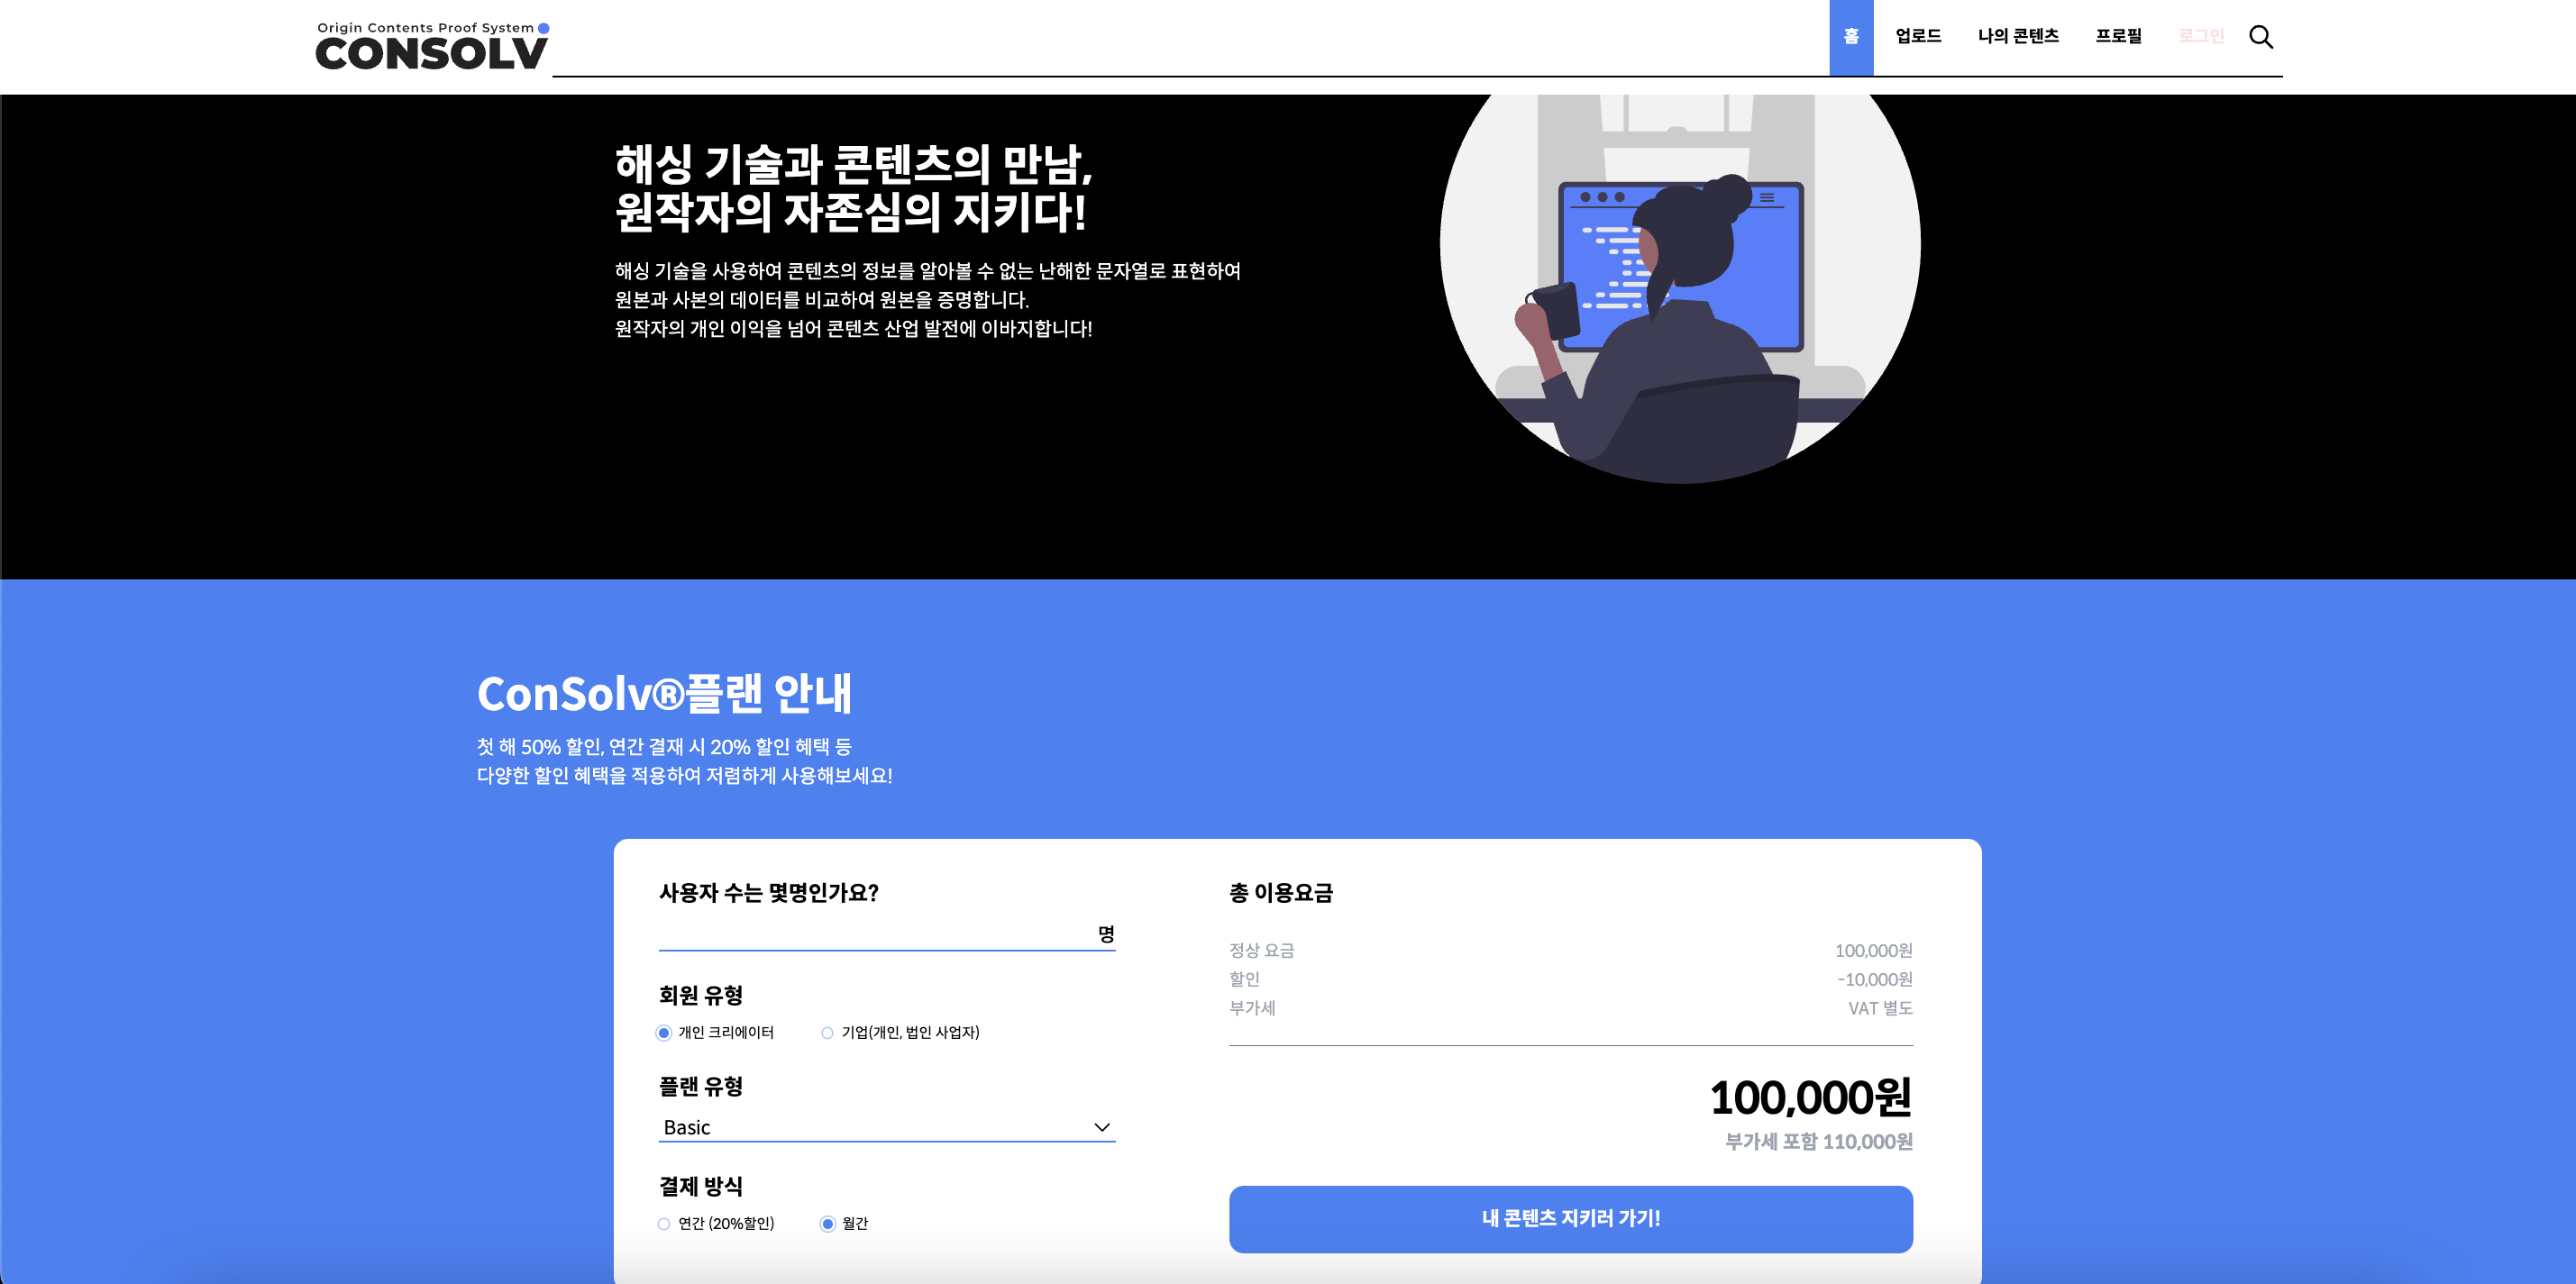 Origin Contents Proof System
CONSOLV
홈 업로드 나의 콘텐츠 프로필 로그인
해싱 기술과 콘텐츠의 만남,
원작자의 자존심의 지키다!
해싱 기술을 사용하여 콘텐츠의 정보를 알아볼 수 없는 난해한 문자열로 표현하여
원본과 사본의 데이터를 비교하여 원본을 증명합니다.
원작자의 개인 이익을 넘어 콘텐츠 산업 발전에 이바지합니다!
ConSolv®플랜 안내
첫 해 50% 할인, 연간 결재 시 20% 할인 혜택 등
다양한 할인 혜택을 적용하여 저렴하게 사용해보세요!
사용자 수는 몇명인가요?
명
회원 유형
개인 크리에이터 기업(개인, 법인 사업자)
플랜 유형
Basic
결제 방식
연간 (20%할인) 월간
총 이용요금
정상 요금 100,000원
할인 -10,000원
부가세 VAT 별도
100,000원
부가세 포함 110,000원
내 콘텐츠 지키러 가기!